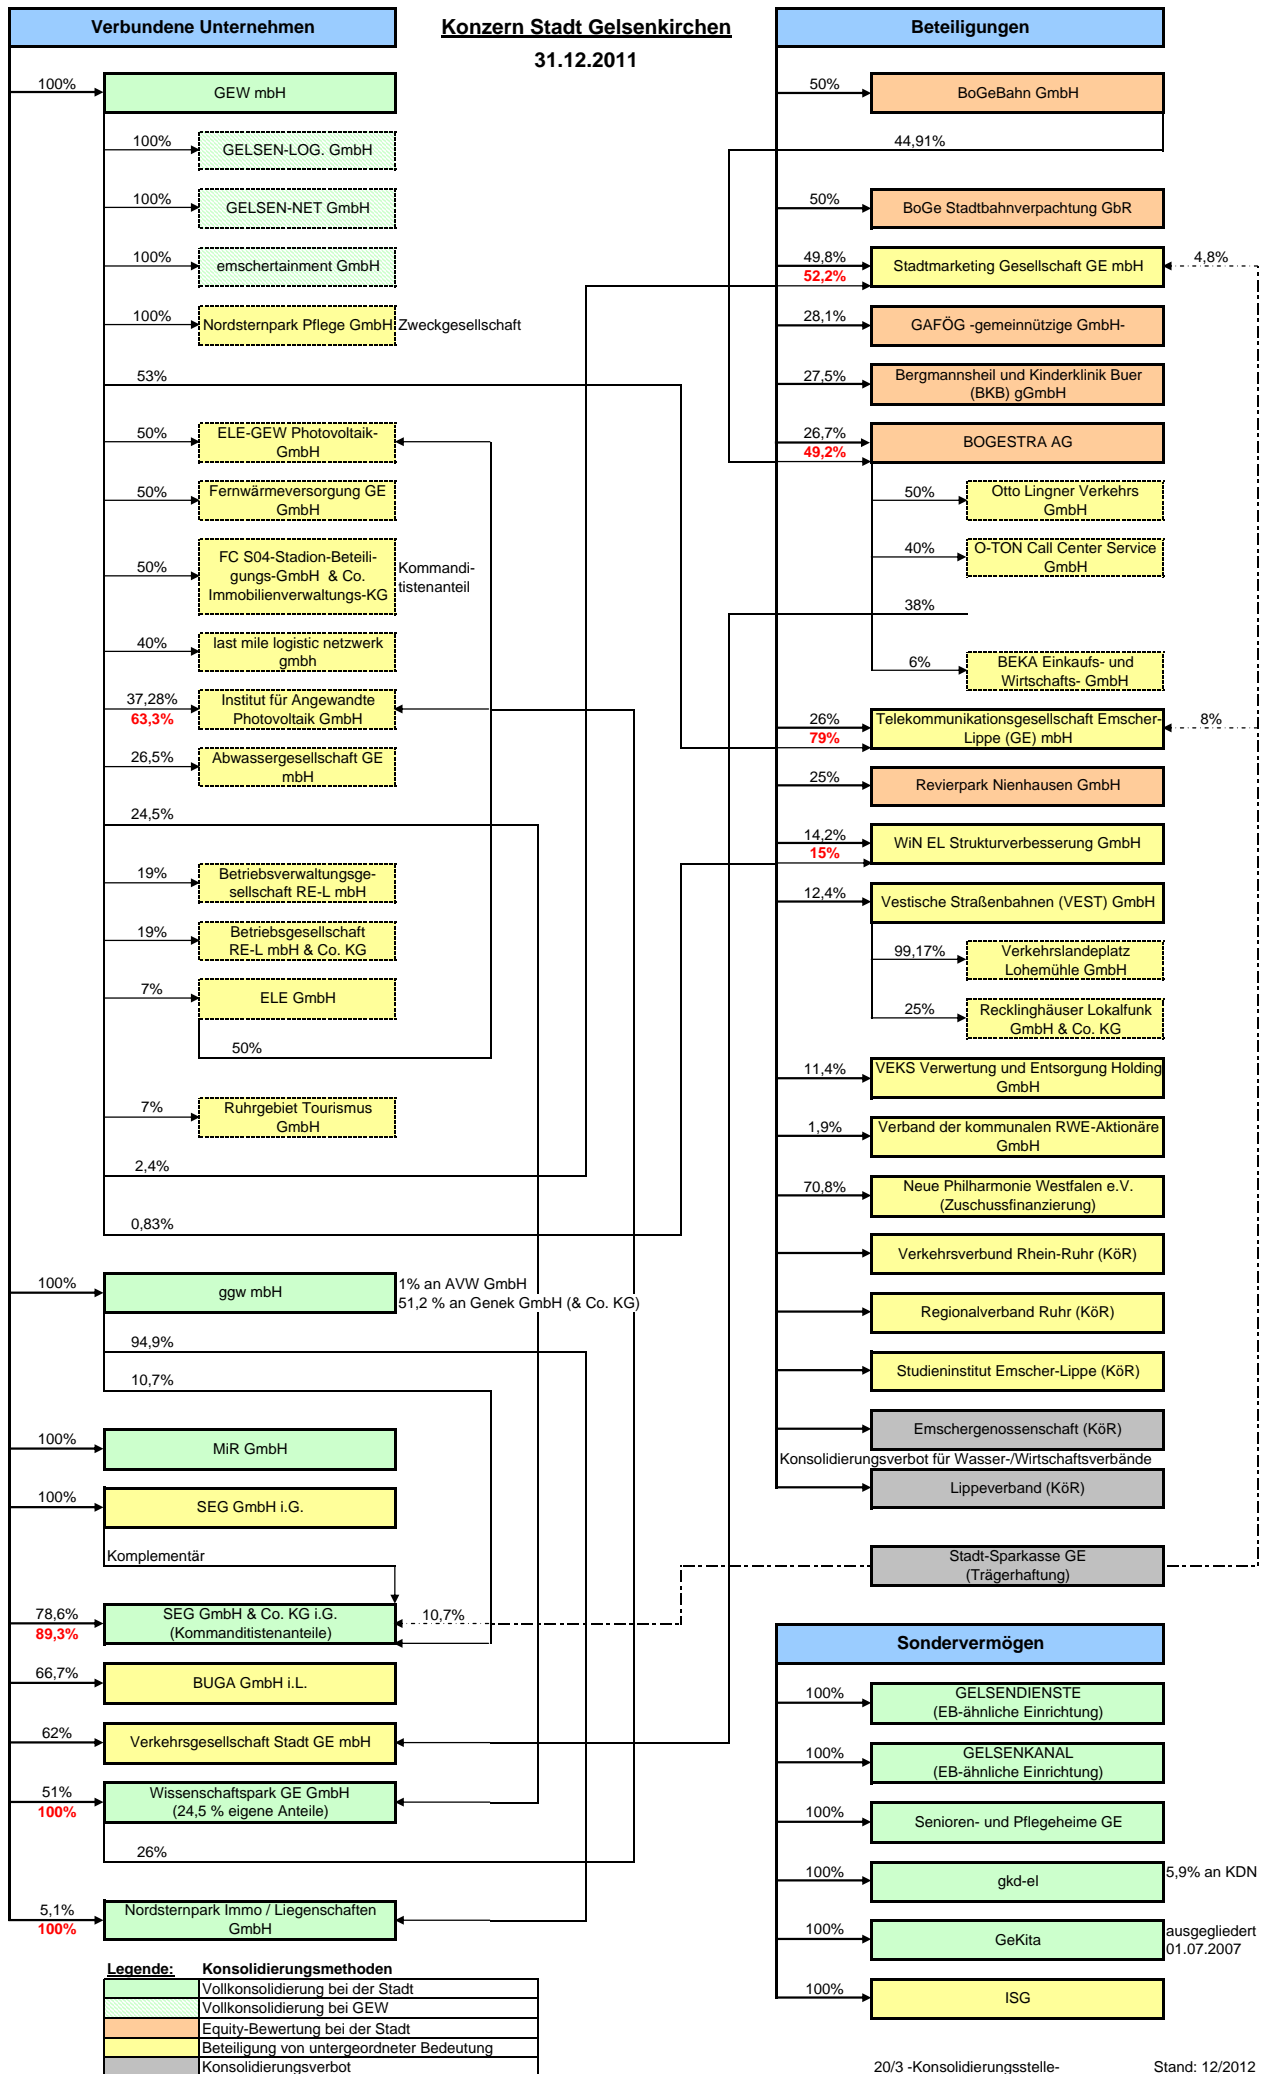 Konzern Stadt Gelsenkirchen
31.12.2011
Verbundene Unternehmen
100%
GEW mbH
100%
GELSEN-LOG. GmbH
100%
GELSEN-NET GmbH
100%
emschertainment GmbH
100%
Nordsternpark Pflege GmbH
Zweckgesellschaft
53%
50%
ELE-GEW Photovoltaik-
GmbH
50%
Fernwärmeversorgung GE
GmbH
50%
FC S04-Stadion-Beteili-
gungs-GmbH & Co.
Immobilienverwaltungs-KG
Kommandi-
tistenanteil
40%
last mile logistic netzwerk
gmbh
37,28%
63,3%
Institut für Angewandte
Photovoltaik GmbH
26,5%
Abwassergesellschaft GE
mbH
24,5%
19%
Betriebsverwaltungsge-
sellschaft RE-L mbH
19%
Betriebsgesellschaft
RE-L mbH & Co. KG
7%
ELE GmbH
50%
7%
Ruhrgebiet Tourismus
GmbH
2,4%
0,83%
100%
ggw mbH
1% an AVW GmbH
51,2 % an Genek GmbH (& Co. KG)
94,9%
10,7%
100%
MiR GmbH
100%
SEG GmbH i.G.
Komplementär
78,6%
89,3%
SEG GmbH & Co. KG i.G.
(Kommanditistenanteile)
10,7%
66,7%
BUGA GmbH i.L.
62%
Verkehrsgesellschaft Stadt GE mbH
51%
100%
Wissenschaftspark GE GmbH
(24,5 % eigene Anteile)
26%
5,1%
100%
Nordsternpark Immo / Liegenschaften
GmbH
Legende:
Konsolidierungsmethoden
Vollkonsolidierung bei der Stadt
Vollkonsolidierung bei GEW
Equity-Bewertung bei der Stadt
Beteiligung von untergeordneter Bedeutung
Konsolidierungsverbot
Beteiligungen
50%
BoGeBahn GmbH
44,91%
50%
BoGe Stadtbahnverpachtung GbR
49,8%
52,2%
Stadtmarketing Gesellschaft GE mbH
4,8%
28,1%
GAFÖG -gemeinnützige GmbH-
27,5%
Bergmannsheil und Kinderklinik Buer
(BKB) gGmbH
26,7%
49,2%
BOGESTRA AG
50%
Otto Lingner Verkehrs
GmbH
40%
O-TON Call Center Service
GmbH
38%
6%
BEKA Einkaufs- und
Wirtschafts- GmbH
26%
79%
Telekommunikationsgesellschaft Emscher-
Lippe (GE) mbH
8%
25%
Revierpark Nienhausen GmbH
14,2%
15%
WiN EL Strukturverbesserung GmbH
12,4%
Vestische Straßenbahnen (VEST) GmbH
99,17%
Verkehrslandeplatz
Lohemühle GmbH
25%
Recklinghäuser Lokalfunk
GmbH & Co. KG
11,4%
VEKS Verwertung und Entsorgung Holding
GmbH
1,9%
Verband der kommunalen RWE-Aktionäre
GmbH
70,8%
Neue Philharmonie Westfalen e.V.
(Zuschussfinanzierung)
Verkehrsverbund Rhein-Ruhr (KöR)
Regionalverband Ruhr (KöR)
Studieninstitut Emscher-Lippe (KöR)
Emschergenossenschaft (KöR)
Konsolidierungsverbot für Wasser-/Wirtschaftsverbände
Lippeverband (KöR)
Stadt-Sparkasse GE
(Trägerhaftung)
Sondervermögen
100%
GELSENDIENSTE
(EB-ähnliche Einrichtung)
100%
GELSENKANAL
(EB-ähnliche Einrichtung)
100%
Senioren- und Pflegeheime GE
100%
gkd-el
5,9% an KDN
100%
GeKita
ausgegliedert
01.07.2007
100%
ISG
20/3 -Konsolidierungsstelle-
Stand: 12/2012